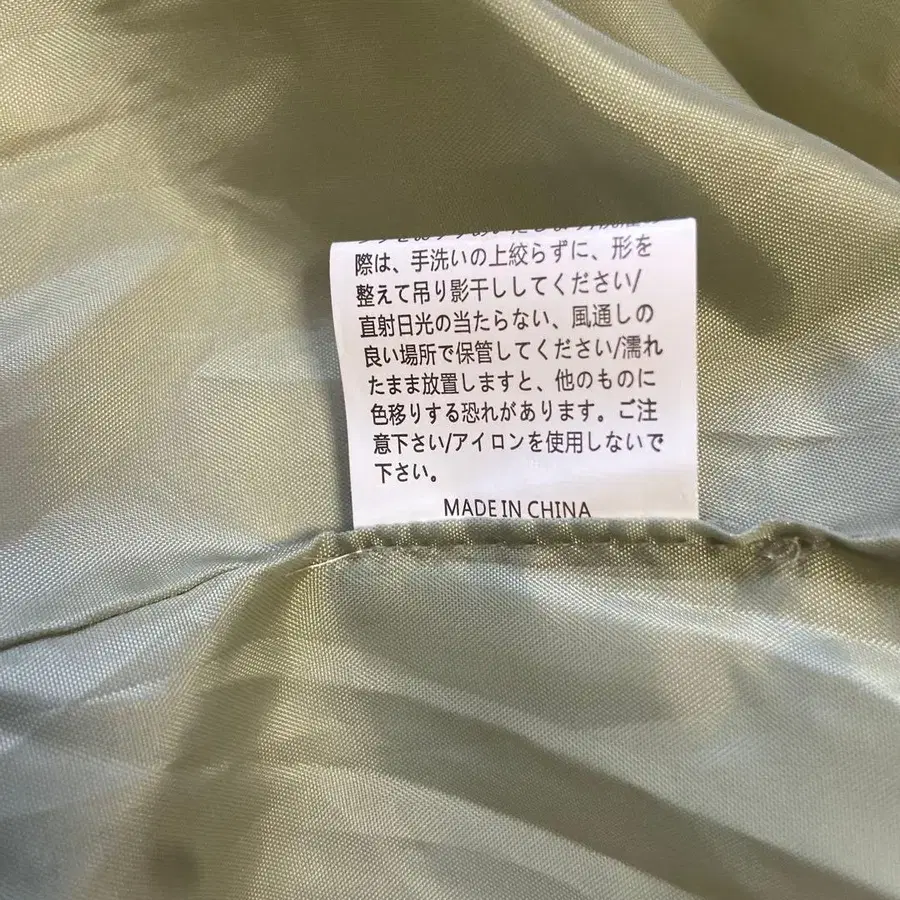 際は、手洗いの上絞らずに、形を
整えて吊り影干ししてください/
直射日光の当たらない、風通しの
良い場所で保管してください/濡れ
たまま放置しますと、他のものに
色移りする恐れがあります。ご注
意下さい/アイロンを使用しないで
下さい。
MADE IN CHINA